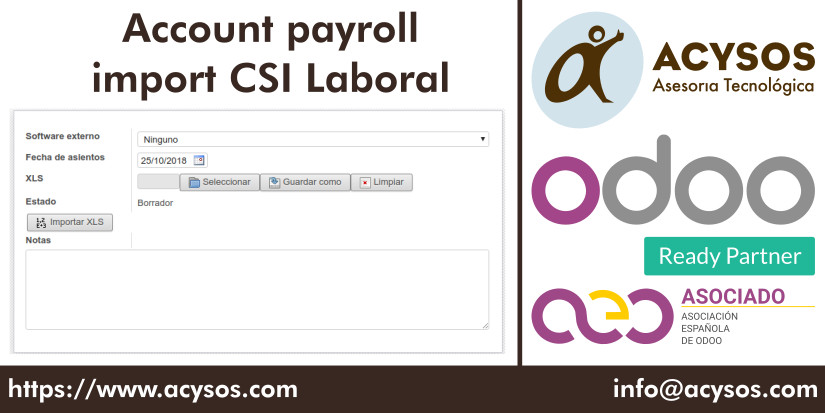 Account payroll
import CSI Laboral
Software externo
Ninguno
Fecha de asientos
25/10/2018
XLS
Seleccionar
Guardar como
Limpiar
Estado
Borrador
Importar XLS
Notas
ACYSOS
Asesoría Tecnológica
odoo
Ready Partner
aeo
ASOCIADO
ASOCIACIÓN
ESPAÑOLA
DE ODOO
https://www.acysos.com
info@acysos.com